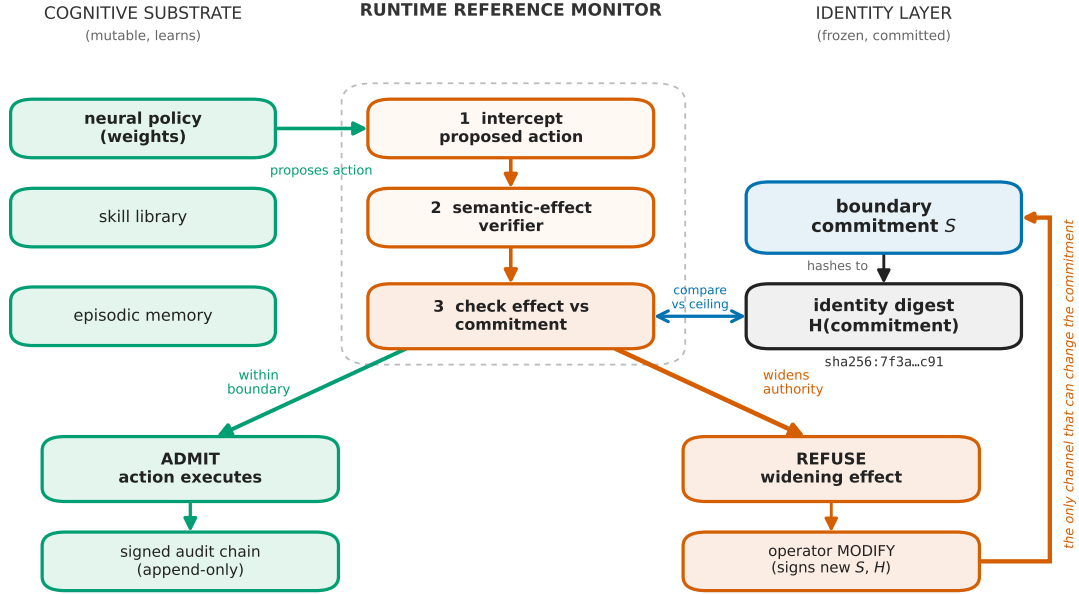 COGNITIVE SUBSTRATE
(mutable, learns)
RUNTIME REFERENCE MONITOR
IDENTITY LAYER
(frozen, committed)
neural policy
(weights)
proposes action
skill library
episodic memory
1 intercept
proposed action
2 semantic-effect
verifier
3 check effect vs
commitment
compare
vs ceiling
boundary
commitment S
hashes to
identity digest
H(commitment)
sha256:7f3a…c91
within
boundary
widens
authority
ADMIT
action executes
signed audit chain
(append-only)
REFUSE
widening effect
operator MODIFY
(signs new S, H)
the only channel that can change the commitment